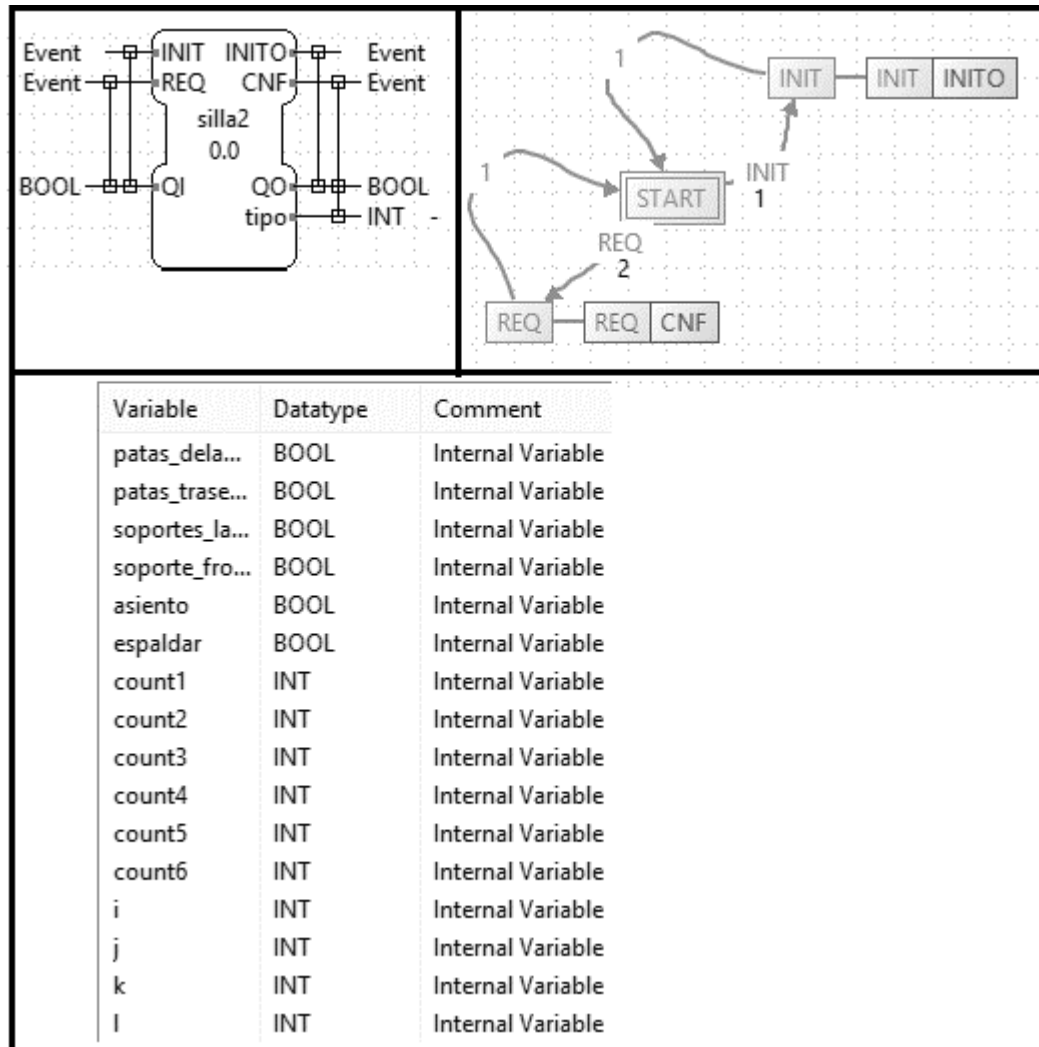 Event INIT INITO Event
Event REQ CNF Event
silla2
0.0
BOOL QI QO BOOL
tipo INT -
1
INIT INIT INITO
1
INIT
START 1
REQ
2
REQ REQ CNF
Variable Datatype Comment
patas_dela... BOOL Internal Variable
patas_trase... BOOL Internal Variable
soportes_la... BOOL Internal Variable
soporte_fro... BOOL Internal Variable
asiento BOOL Internal Variable
espaldar BOOL Internal Variable
count1 INT Internal Variable
count2 INT Internal Variable
count3 INT Internal Variable
count4 INT Internal Variable
count5 INT Internal Variable
count6 INT Internal Variable
i INT Internal Variable
j INT Internal Variable
k INT Internal Variable
l INT Internal Variable